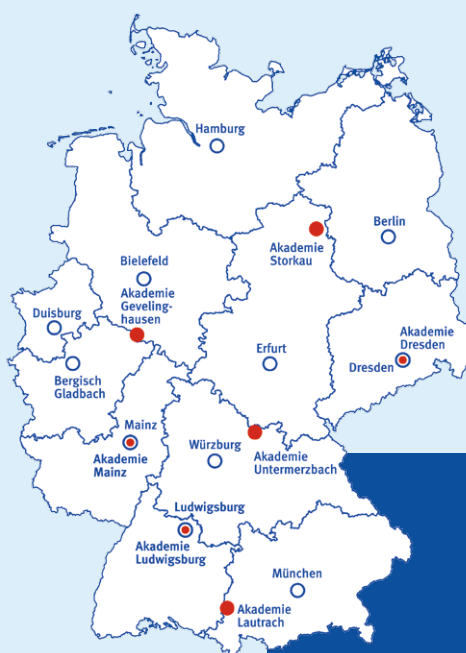 Hamburg
Berlin
Akademie
Storkau
Bielefeld
Akademie
Geveling-
hausen
Duisburg
Bergisch
Gladbach
Erfurt
Akademie
Dresden
Dresden
Mainz
Akademie
Mainz
Würzburg
Akademie
Untermerzbach
Ludwigsburg
Akademie
Ludwigsburg
München
Akademie
Lautrach